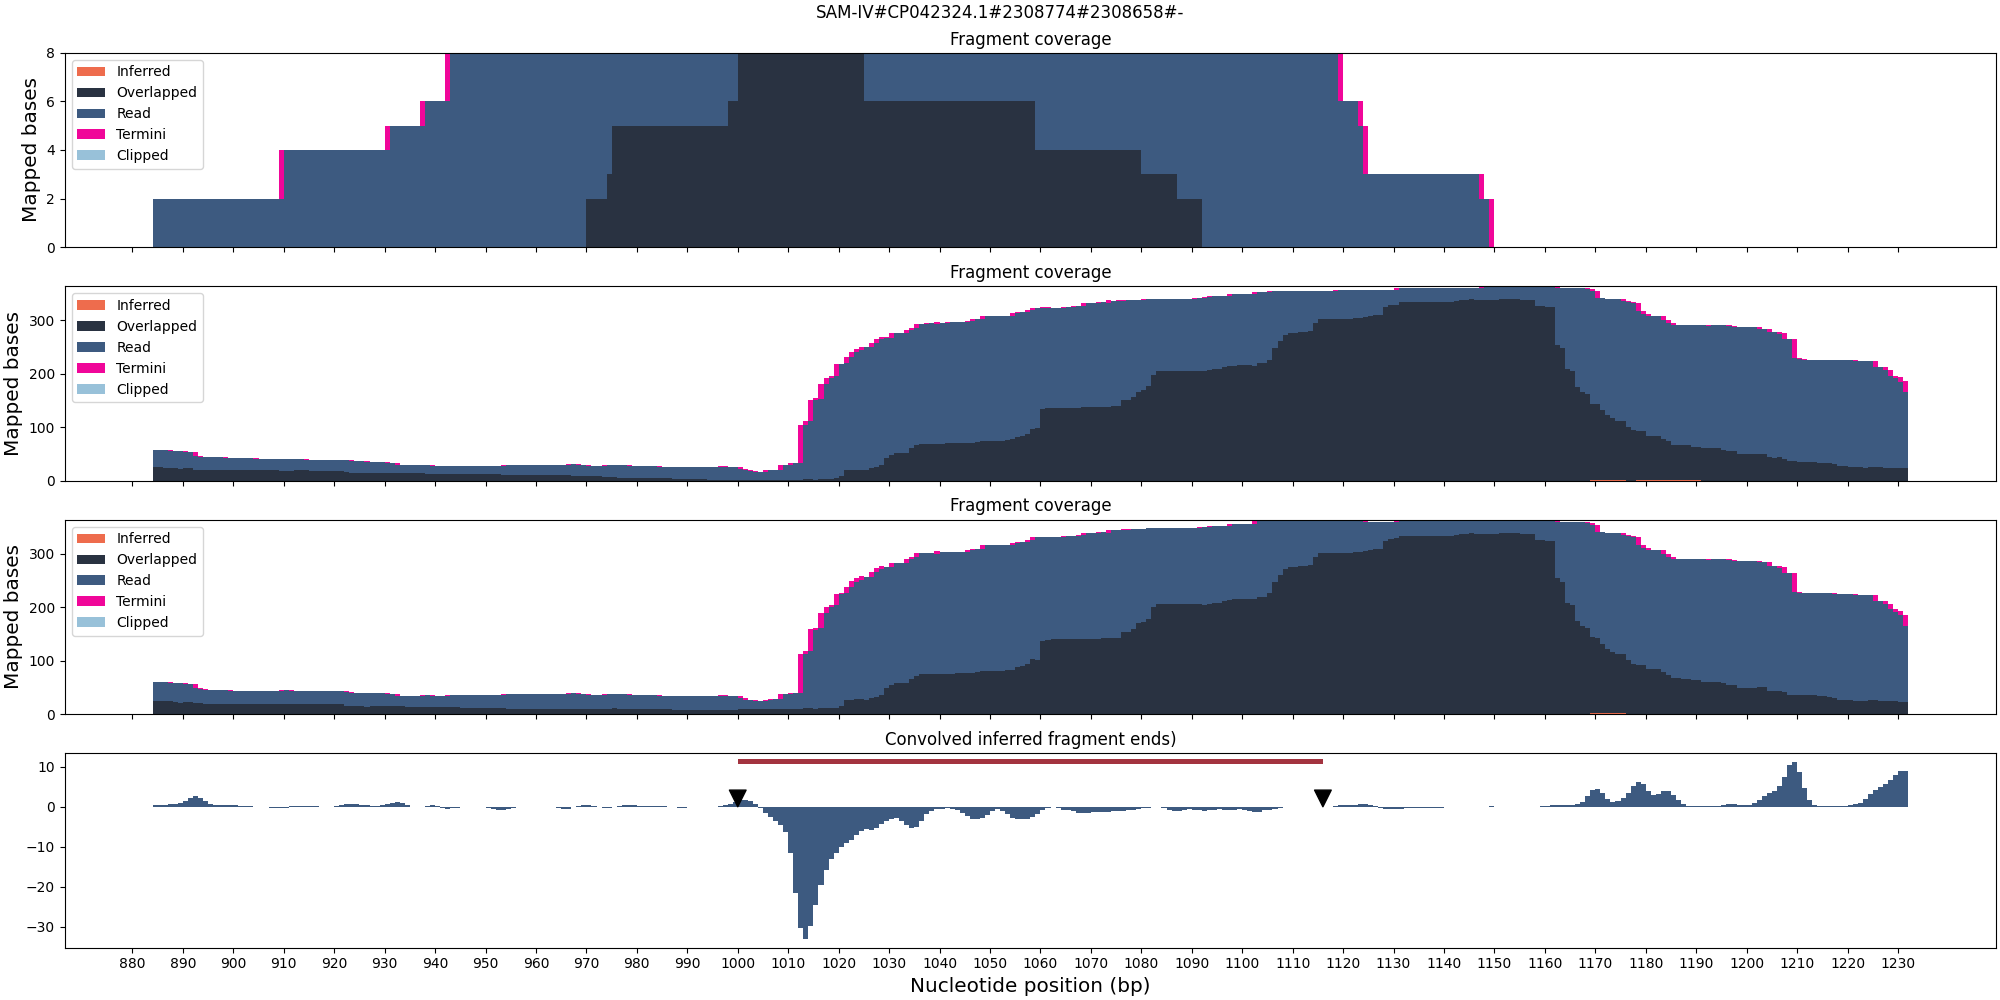 SAM-IV#CP042324.1#2308774#2308658#-
Fragment coverage
Mapped bases
8
6
4
2
0
Inferred
Overlapped
Read
Termini
Clipped
Fragment coverage
Mapped bases
300
200
100
0
Inferred
Overlapped
Read
Termini
Clipped
Fragment coverage
Mapped bases
300
200
100
0
Inferred
Overlapped
Read
Termini
Clipped
Convolved inferred fragment ends)
10
0
−10
−20
−30
880 890 900 910 920 930 940 950 960 970 980 990 1000 1010 1020 1030 1040 1050 1060 1070 1080 1090 1100 1110 1120 1130 1140 1150 1160 1170 1180 1190 1200 1210 1220 1230
Nucleotide position (bp)